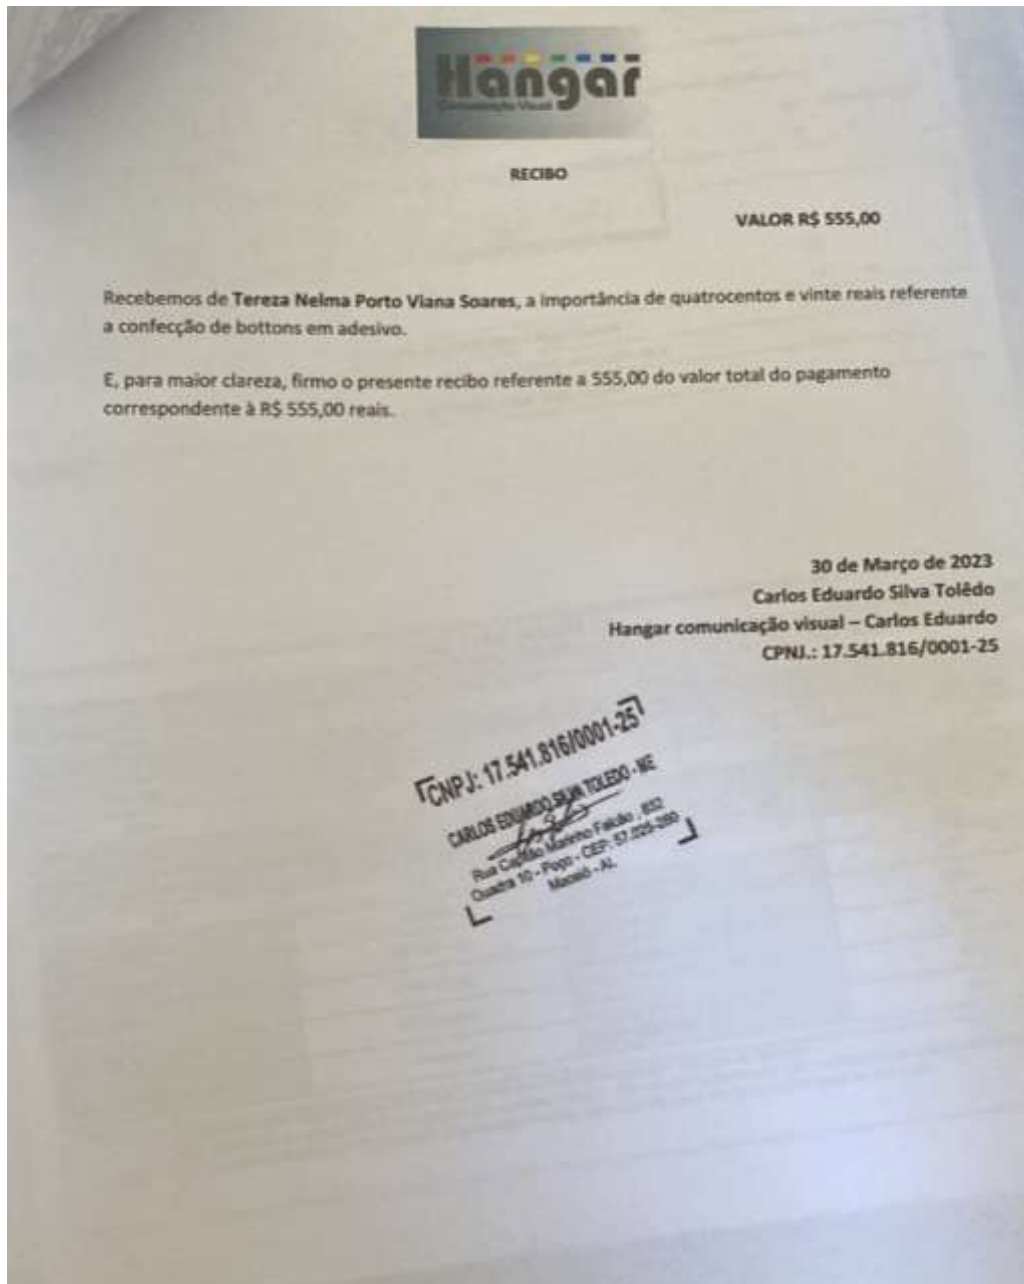 Hangar
Comunicação Visual
RECIBO
VALOR R$ 555,00
Recebemos de Tereza Nelma Porto Viana Soares, a importância de quatrocentos e vinte reais referente
a confecção de bottons em adesivo.
E, para maior clareza, firmo o presente recibo referente a 555,00 do valor total do pagamento
correspondente à R$ 555,00 reais.
30 de Março de 2023
Carlos Eduardo Silva Tolêdo
Hangar comunicação visual – Carlos Eduardo
CPNJ.: 17.541.816/0001-25
CNPJ: 17.541.816/0001-25
CARLOS EDUARDO SILVA TOLEDO - ME
Rua Capitão Marinho Falcão , 832
Quadra 10 - Poço - CEP: 57.025-260
Maceió - AL